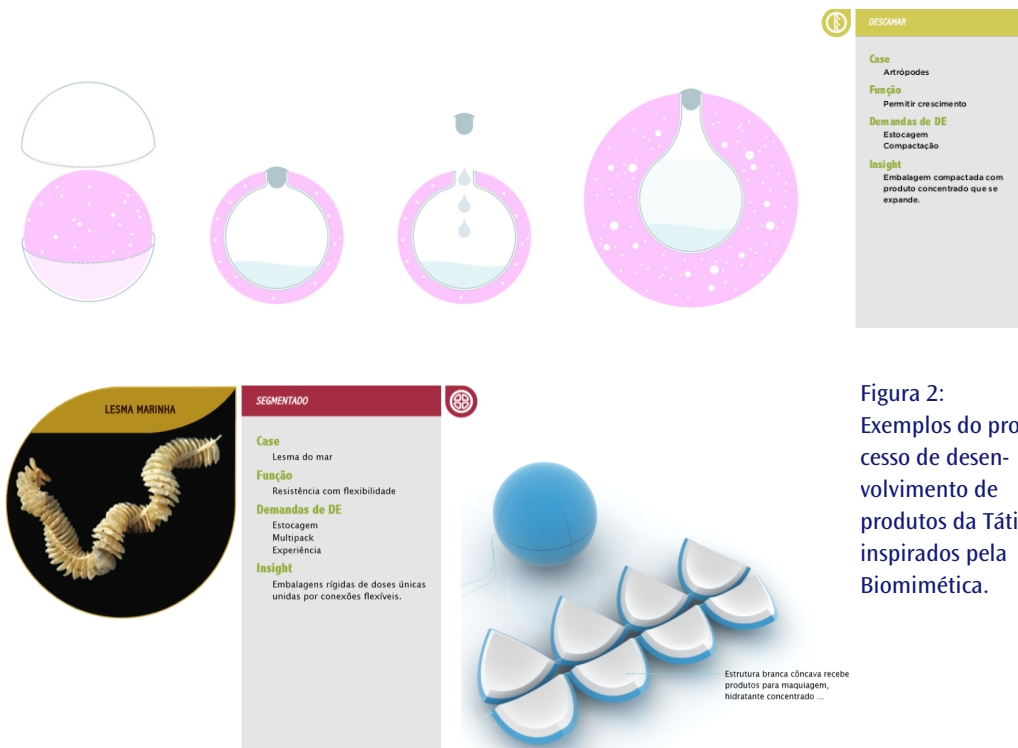 DESCAMAR
Case
Artrópodes
Função
Permitir crescimento
Demandas de DE
Estocagem
Compactação
Insight
Embalagem compactada com
produto concentrado que se
expande.
LESMA MARINHA
SEGMENTADO
Case
Lesma do mar
Função
Resistência com flexibilidade
Demandas de DE
Estocagem
Multipack
Experiência
Insight
Embalagens rígidas de doses únicas
unidas por conexões flexíveis.
Estrutura branca côncava recebe
produtos para maquiagem,
hidratante concentrado ...
Figura 2:
Exemplos do pro
cesso de desen-
volvimento de
produtos da Táti
inspirados pela
Biomimética.